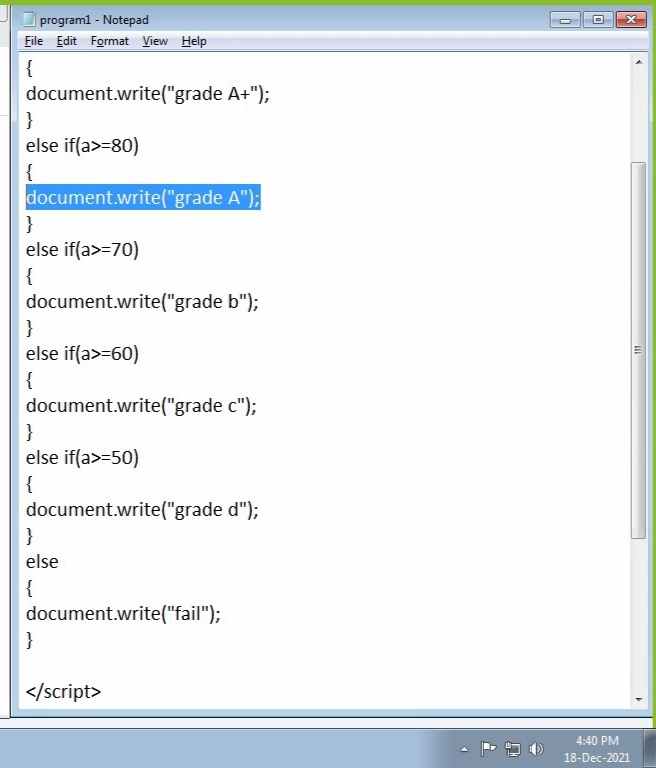 program1 - Notepad
File Edit Format View Help
{
document.write("grade A+");
}
else if(a>=80)
{
document.write("grade A");
}
else if(a>=70)
{
document.write("grade b");
}
else if(a>=60)
{
document.write("grade c");
}
else if(a>=50)
{
document.write("grade d");
}
else
{
document.write("fail");
}
</script>
4:40 PM
18-Dec-2021